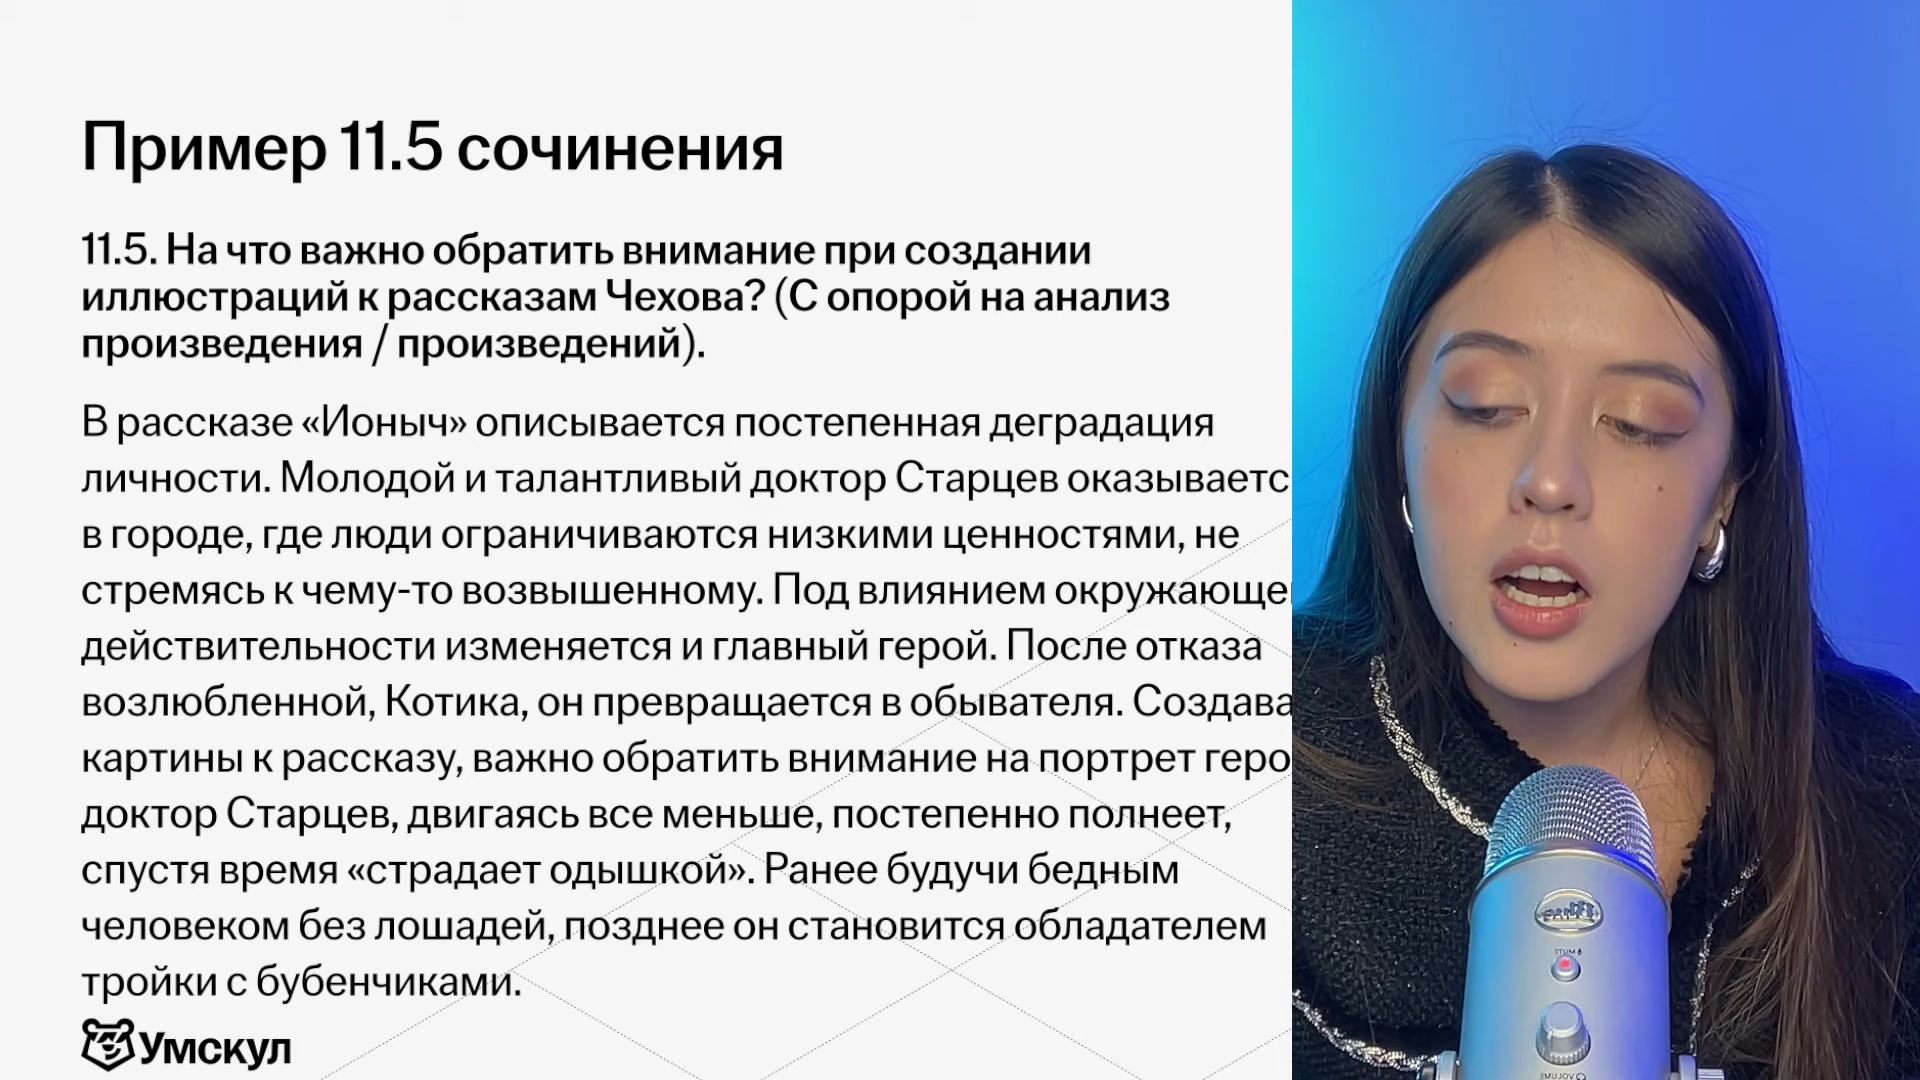 Пример 11.5 сочинения
11.5. На что важно обратить внимание при создании
иллюстраций к рассказам Чехова? (С опорой на анализ
произведения / произведений).
В рассказе «Ионыч» описывается постепенная деградация
личности. Молодой и талантливый доктор Старцев оказываетс
в городе, где люди ограничиваются низкими ценностями, не
стремясь к чему-то возвышенному. Под влиянием окружающе
действительности изменяется и главный герой. После отказа
возлюбленной, Котика, он превращается в обывателя. Создава
картины к рассказу, важно обратить внимание на портрет геро
доктор Старцев, двигаясь все меньше, постепенно полнеет,
спустя время «страдает одышкой». Ранее будучи бедным
человеком без лошадей, позднее он становится обладателем
тройки с бубенчиками.
Умскул
Blue
MUTE
VOLUME